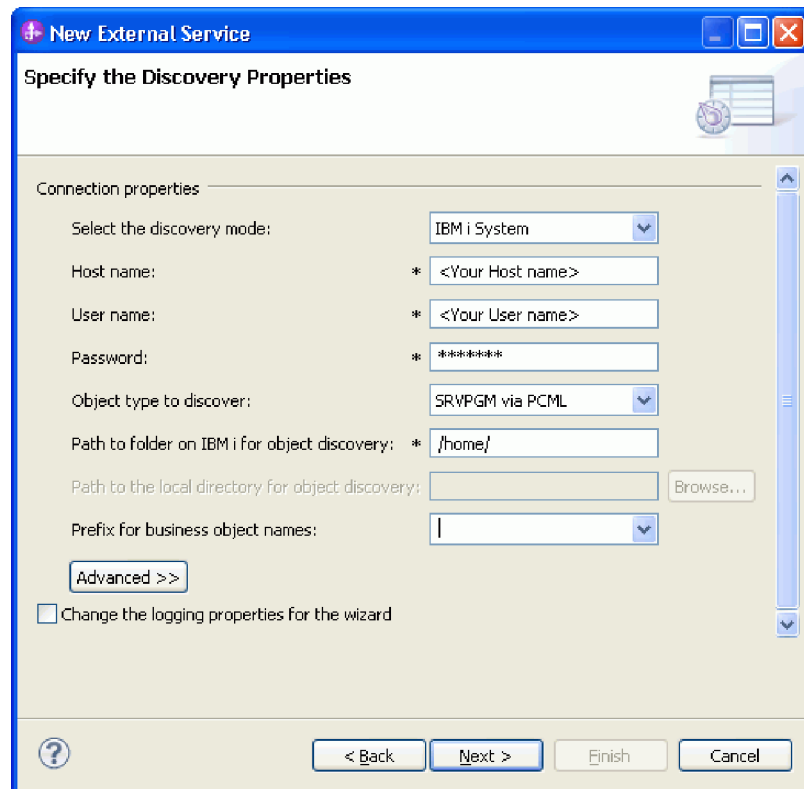 New External Service
Specify the Discovery Properties
Connection properties
Select the discovery mode: IBM i System
Host name: * <Your Host name>
User name: * <Your User name>
Password: * *******
Object type to discover: SRVPGM via PCML
Path to folder on IBM i for object discovery: * /home/
Path to the local directory for object discovery: Browse...
Prefix for business object names:
Advanced >>
Change the logging properties for the wizard
? < Back Next > Finish Cancel